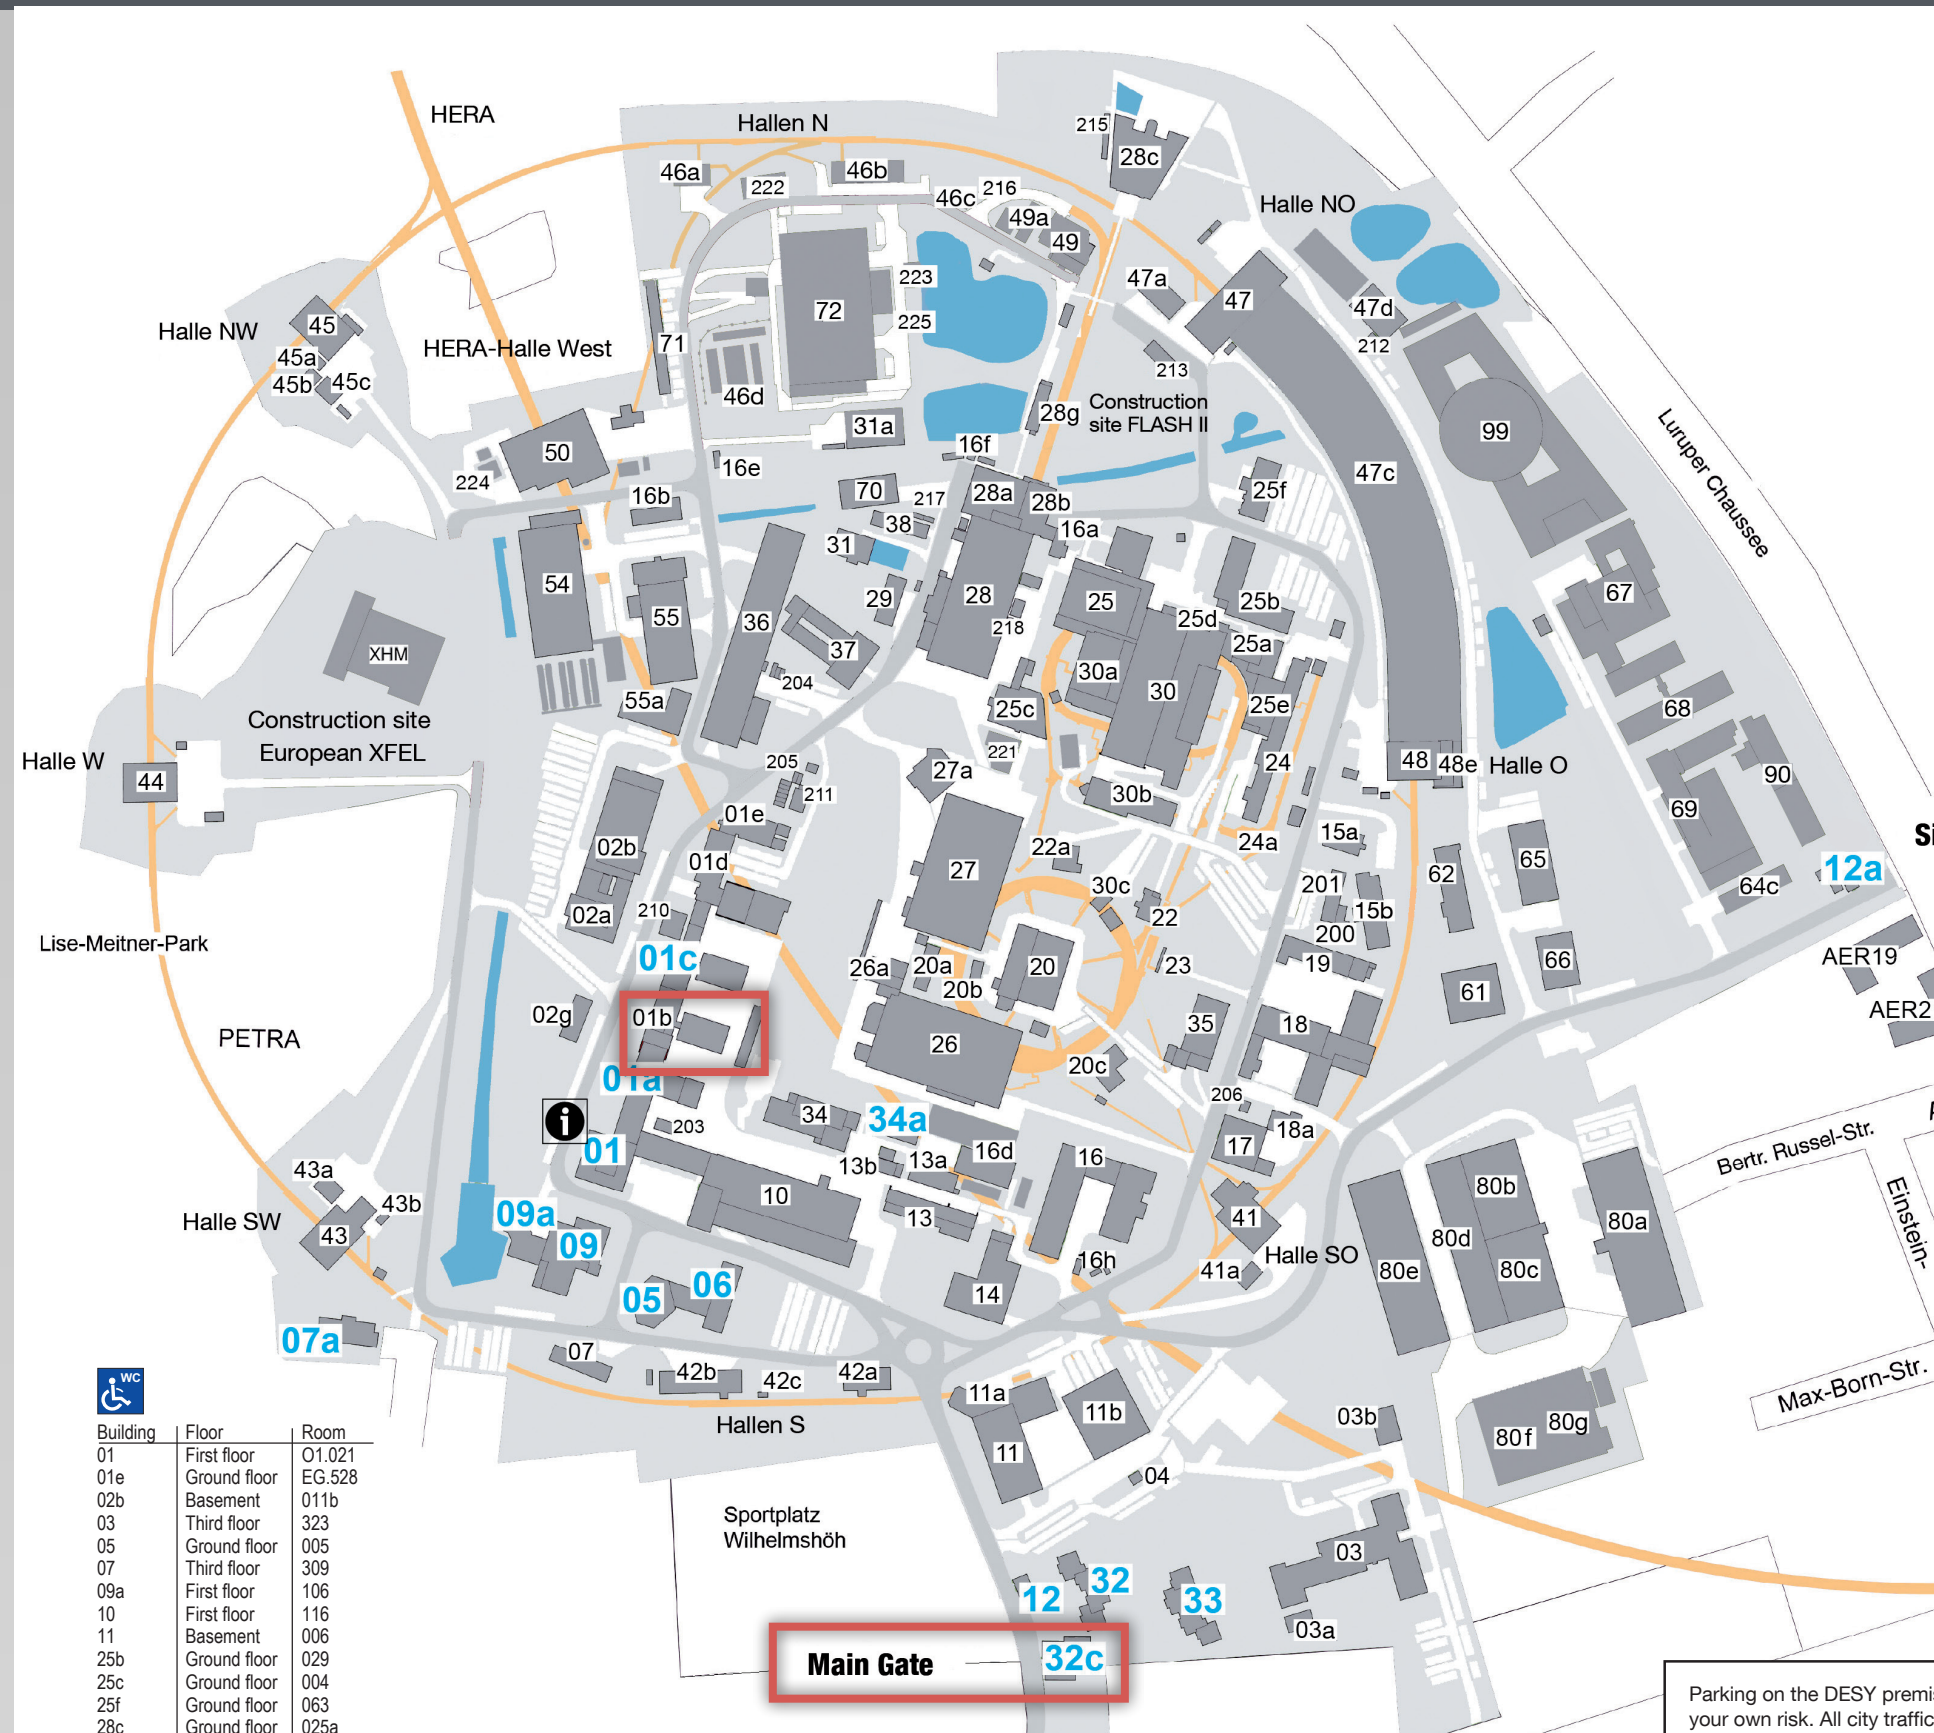 HERA
Hallen N
215
28c
46a
222
46b
46c
216
49a
49
Halle NO
47a
47
47d
212
223
225
72
Halle NW
45
45a
45b
45c
HERA-Halle West
71
46d
213
Construction
site FLASH II
28g
31a
16f
99
47c
Luruper Chaussee
50
224
16e
16b
70
217
28a
28b
25f
38
16a
31
54
55
36
29
28
218
25
25b
25d
25a
67
XHM
37
204
30a
30
25c
25e
55a
221
68
Construction site
European XFEL
Halle W
44
205
211
27a
30b
24
48
48e
Halle O
90
69
01e
02b
01d
22a
24a
15a
62
65
Si
12a
64c
27
30c
201
15b
200
02a
210
22
Lise-Meitner-Park
01c
26a
20a
20b
20
23
19
66
AER19
61
AER2
02g
01b
PETRA
26
35
18
01a
20c
206
34
34a
203
17
18a
01
13b
13a
16d
16
Bertr. Russel-Str.
43a
43b
43
Halle SW
10
13
09a
09
41
Halle SO
41a
80b
80d
80c
80e
80a
Einstein-
16h
05
06
14
07a
07
42b
42c
42a
11a
11b
11
Hallen S
03b
80f
80g
Max-Born-Str.
04
Sportplatz
Wilhelmshöh
03
03a
12
32
33
Main Gate
32c
WC
Building Floor Room
01 First floor O1.021
01e Ground floor EG.528
02b Basement 011b
03 Third floor 323
05 Ground floor 005
07 Third floor 309
09a First floor 106
10 First floor 116
11 Basement 006
25b Ground floor 029
25c Ground floor 004
25f Ground floor 063
28c Ground floor 025a
Parking on the DESY premis
your own risk. All city traffic